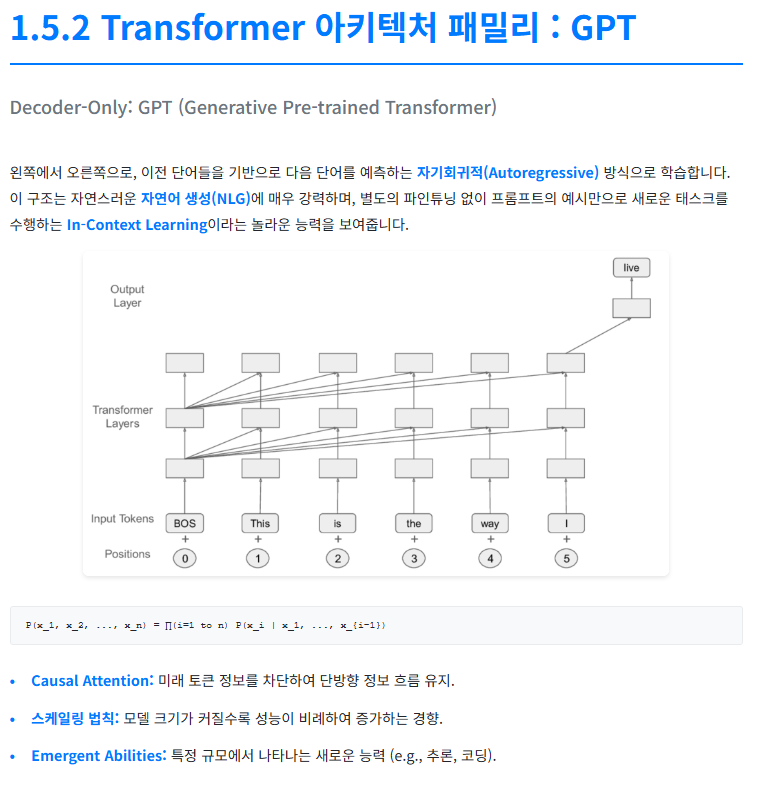 1.5.2 Transformer 아키텍처 패밀리 : GPT
Decoder-Only: GPT (Generative Pre-trained Transformer)
왼쪽에서 오른쪽으로, 이전 단어들을 기반으로 다음 단어를 예측하는 자기회귀적(Autoregressive) 방식으로 학습합니다.
이 구조는 자연스러운 자연어 생성(NLG)에 매우 강력하며, 별도의 파인튜닝 없이 프롬프트의 예시만으로 새로운 태스크를
수행하는 In-Context Learning이라는 놀라운 능력을 보여줍니다.
live
Output
Layer
Transformer
Layers
Input Tokens BOS This is the way I
+ + + + + +
Positions 0 1 2 3 4 5
P(x_1, x_2, ..., x_n) = ∏(i=1 to n) P(x_i | x_1, ..., x_{i-1})
• Causal Attention: 미래 토큰 정보를 차단하여 단방향 정보 흐름 유지.
• 스케일링 법칙: 모델 크기가 커질수록 성능이 비례하여 증가하는 경향.
• Emergent Abilities: 특정 규모에서 나타나는 새로운 능력 (e.g., 추론, 코딩).